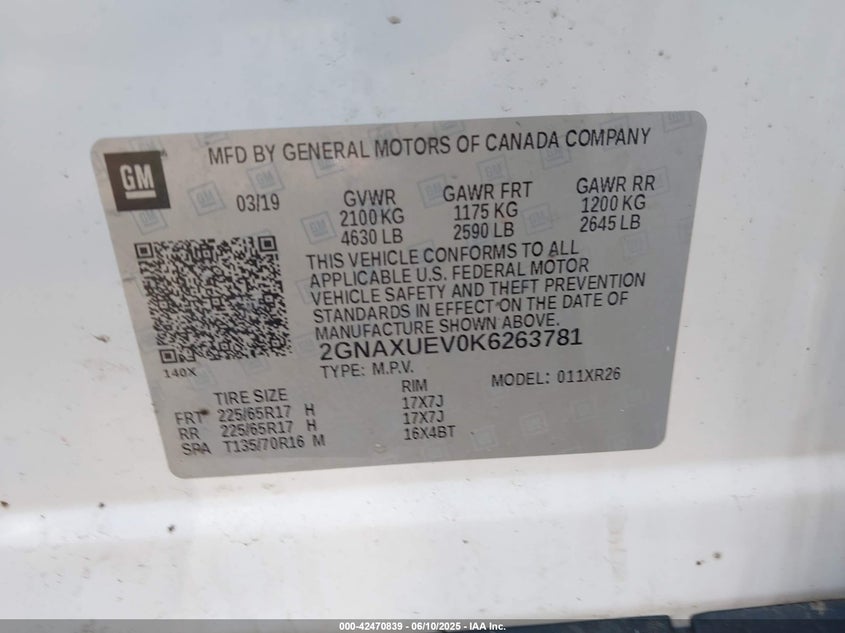 GM
MFD BY GENERAL MOTORS OF CANADA COMPANY
03/19 GVWR GAWR FRT GAWR RR
2100 KG 1175 KG 1200 KG
4630 LB 2590 LB 2645 LB
THIS VEHICLE CONFORMS TO ALL
APPLICABLE U.S. FEDERAL MOTOR
VEHICLE SAFETY AND THEFT PREVENTION
STANDARDS IN EFFECT ON THE DATE OF
MANUFACTURE SHOWN ABOVE.
2GNAXUEV0K6263781
140X TYPE: M.P.V. MODEL: 011XR26
TIRE SIZE RIM
FRT 225/65R17 H 17X7J
RR 225/65R17 H 17X7J
SPA T135/70R16 M 16X4BT
000-42470839 - 06/10/2025 - IAA Inc.